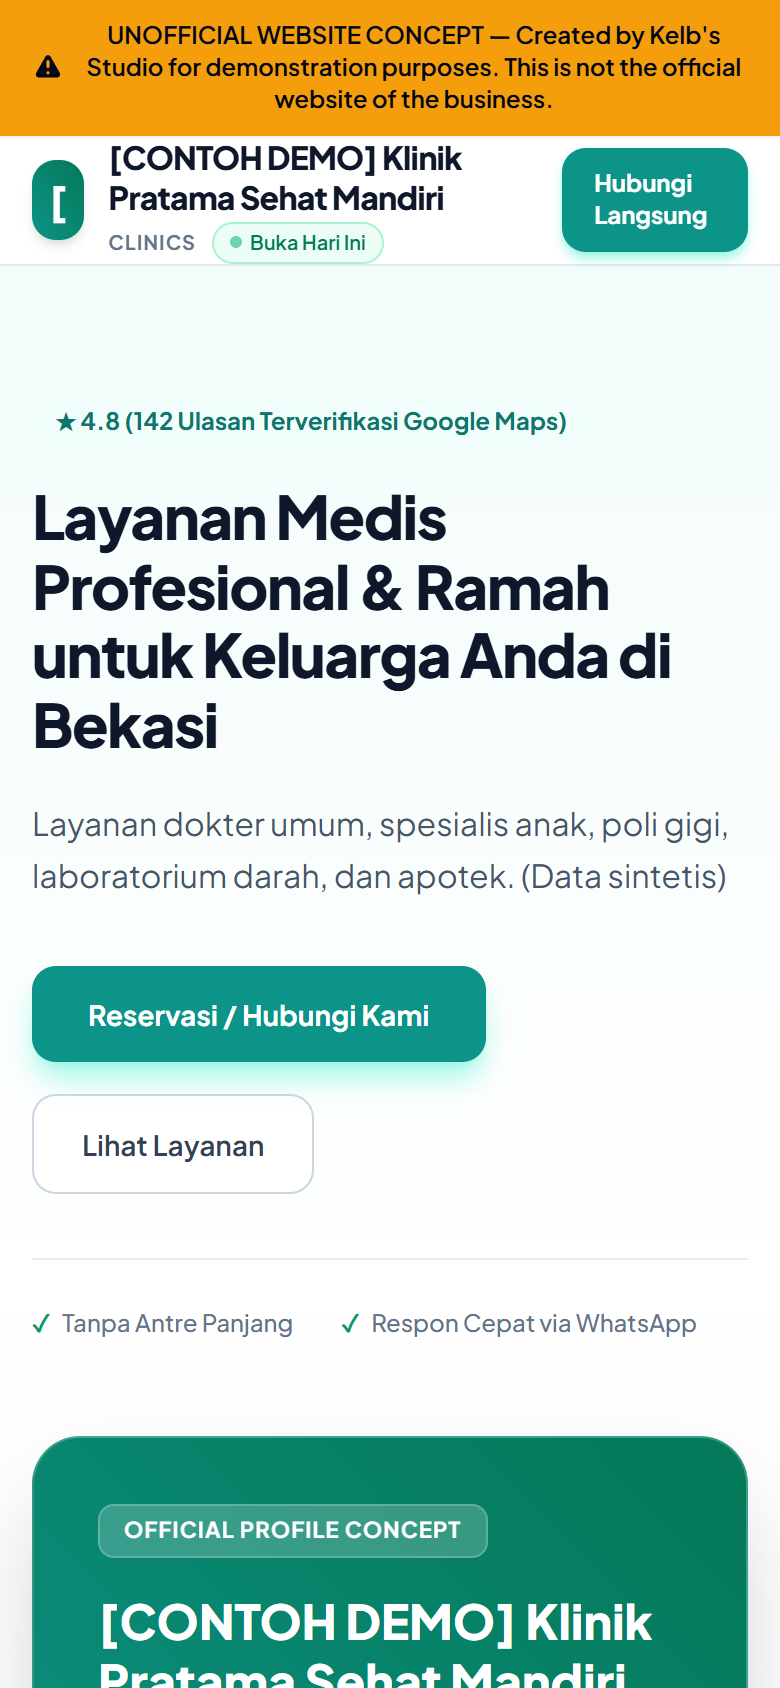 UNOFFICIAL WEBSITE CONCEPT — Created by Kelb's
Studio for demonstration purposes. This is not the official
website of the business.
[
[CONTOH DEMO] Klinik
Pratama Sehat Mandiri
CLINICS
Buka Hari Ini
Hubungi
Langsung
★ 4.8 (142 Ulasan Terverifikasi Google Maps)
Layanan Medis
Profesional & Ramah
untuk Keluarga Anda di
Bekasi
Layanan dokter umum, spesialis anak, poli gigi,
laboratorium darah, dan apotek. (Data sintetis)
Reservasi / Hubungi Kami
Lihat Layanan
✓ Tanpa Antre Panjang
✓ Respon Cepat via WhatsApp
OFFICIAL PROFILE CONCEPT
[CONTOH DEMO] Klinik
Pratama Sehat Mandiri